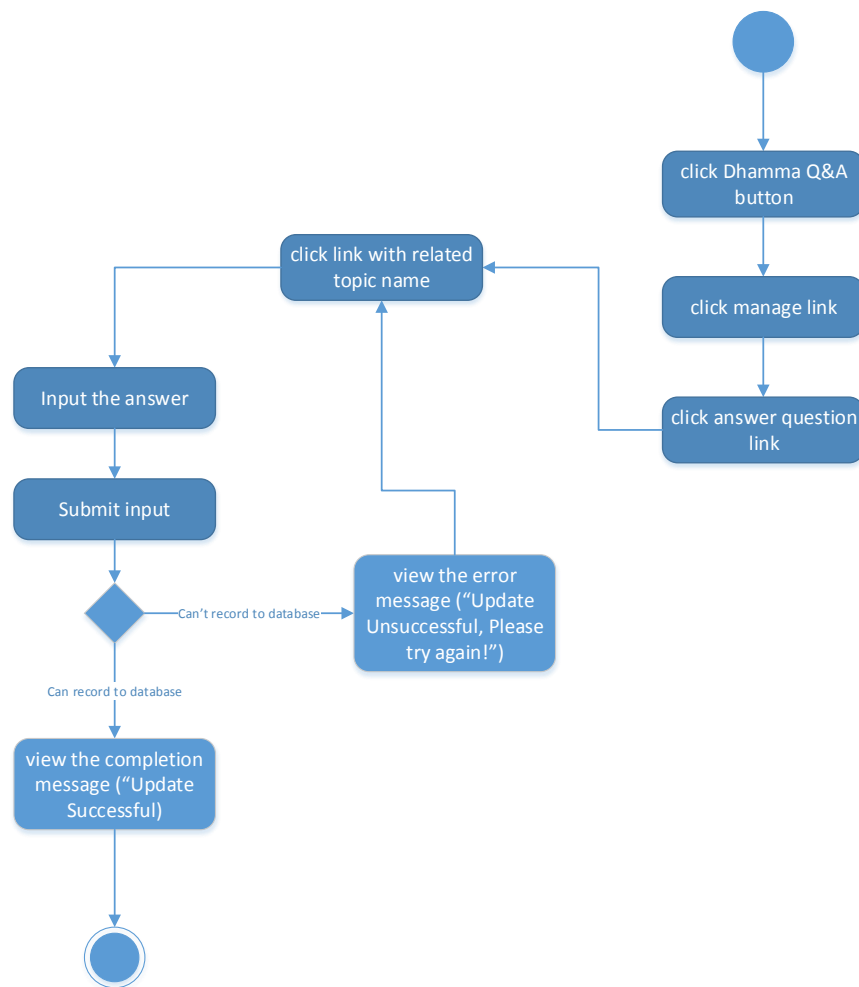 click Dhamma Q&A
button
click manage link
click answer question
link
click link with related
topic name
Input the answer
Submit input
Can't record to database
view the error
message (“Update
Unsuccessful, Please
try again!”)
Can record to database
view the completion
message (“Update
Successful)